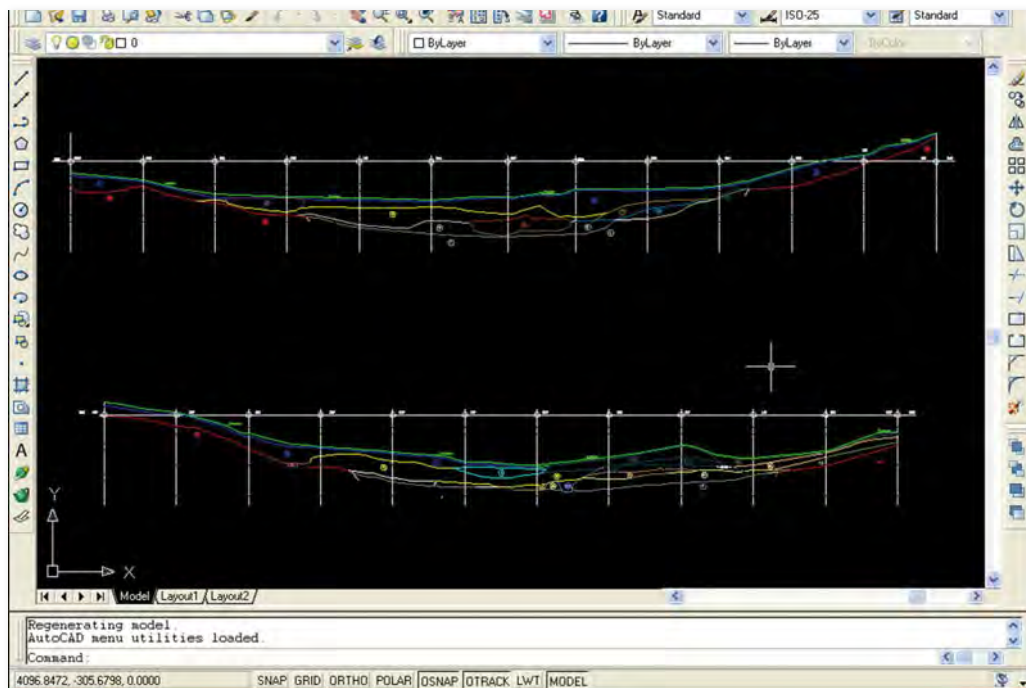 Standard ISO-25 Standard
0 ByLayer ByLayer ByLayer ByColor
A
Y
X
Model Layout1 Layout2
Regenerating model.
AutoCAD menu utilities loaded.
Command:
4096.8472, -305.6798, 0.0000 SNAP GRID ORTHO POLAR OSNAP OTRACK LWT MODEL